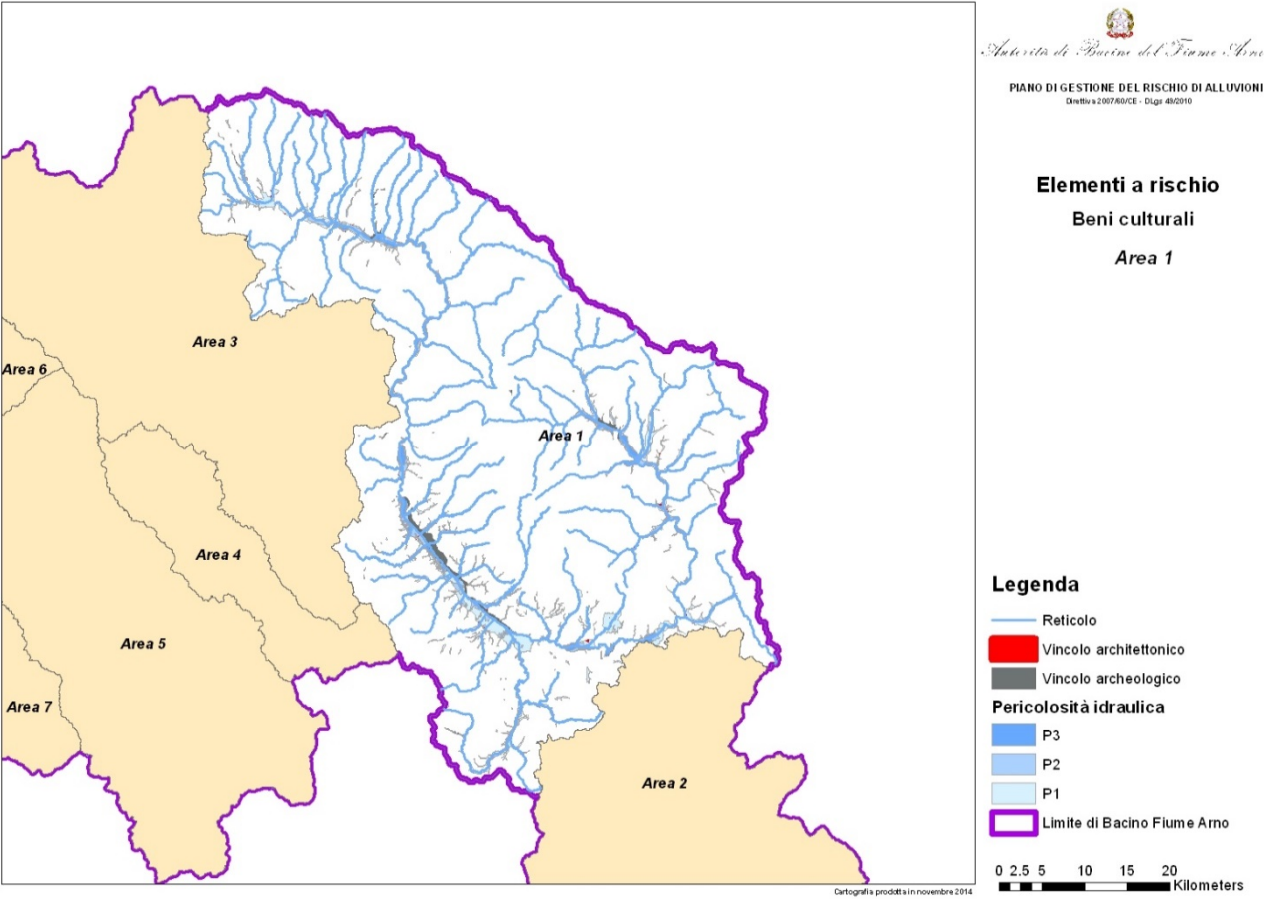 Autorità di Bacino del Fiume Arno
PIANO DI GESTIONE DEL RISCHIO DI ALLUVIONI
Direttiva 2007/60/CE - DLgs 49/2010
Elementi a rischio
Beni culturali
Area 1
Area 3
Area 6
Area 1
Area 4
Area 5
Area 7
Area 2
Legenda
Reticolo
Vincolo architettonico
Vincolo archeologico
Pericolosità idraulica
P3
P2
P1
Limite di Bacino Fiume Arno
0 2.5 5 10 15 20
Kilometers
Cartografia prodotta in novembre 2014